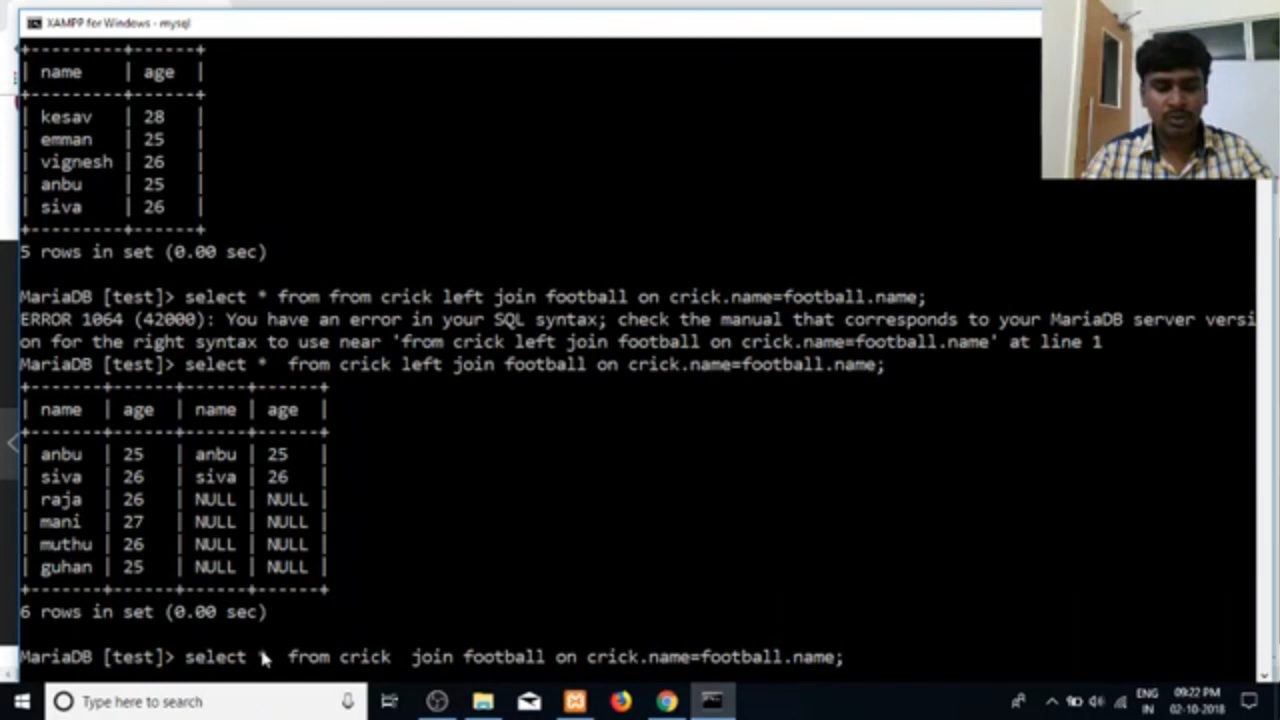 XAMPP for Windows - mysql
+---------+------+
| name | age |
+---------+------+
| kesav | 28 |
| emman | 25 |
| vignesh | 26 |
| anbu | 25 |
| siva | 26 |
+---------+------+
5 rows in set (0.00 sec)
MariaDB [test]> select * from from crick left join football on crick.name=football.name;
ERROR 1064 (42000): You have an error in your SQL syntax; check the manual that corresponds to your MariaDB server versi
on for the right syntax to use near 'from crick left join football on crick.name=football.name' at line 1
MariaDB [test]> select *  from crick left join football on crick.name=football.name;
+-------+------+------+------+
| name | age | name | age |
+-------+------+------+------+
| anbu | 25 | anbu | 25 |
| siva | 26 | siva | 26 |
| raja | 26 | NULL | NULL |
| mani | 27 | NULL | NULL |
| muthu | 26 | NULL | NULL |
| guhan | 25 | NULL | NULL |
+-------+------+------+------+
6 rows in set (0.00 sec)
MariaDB [test]> select *  from crick  join football on crick.name=football.name;
Type here to search
ENG
IN
09:22 PM
02-10-2018